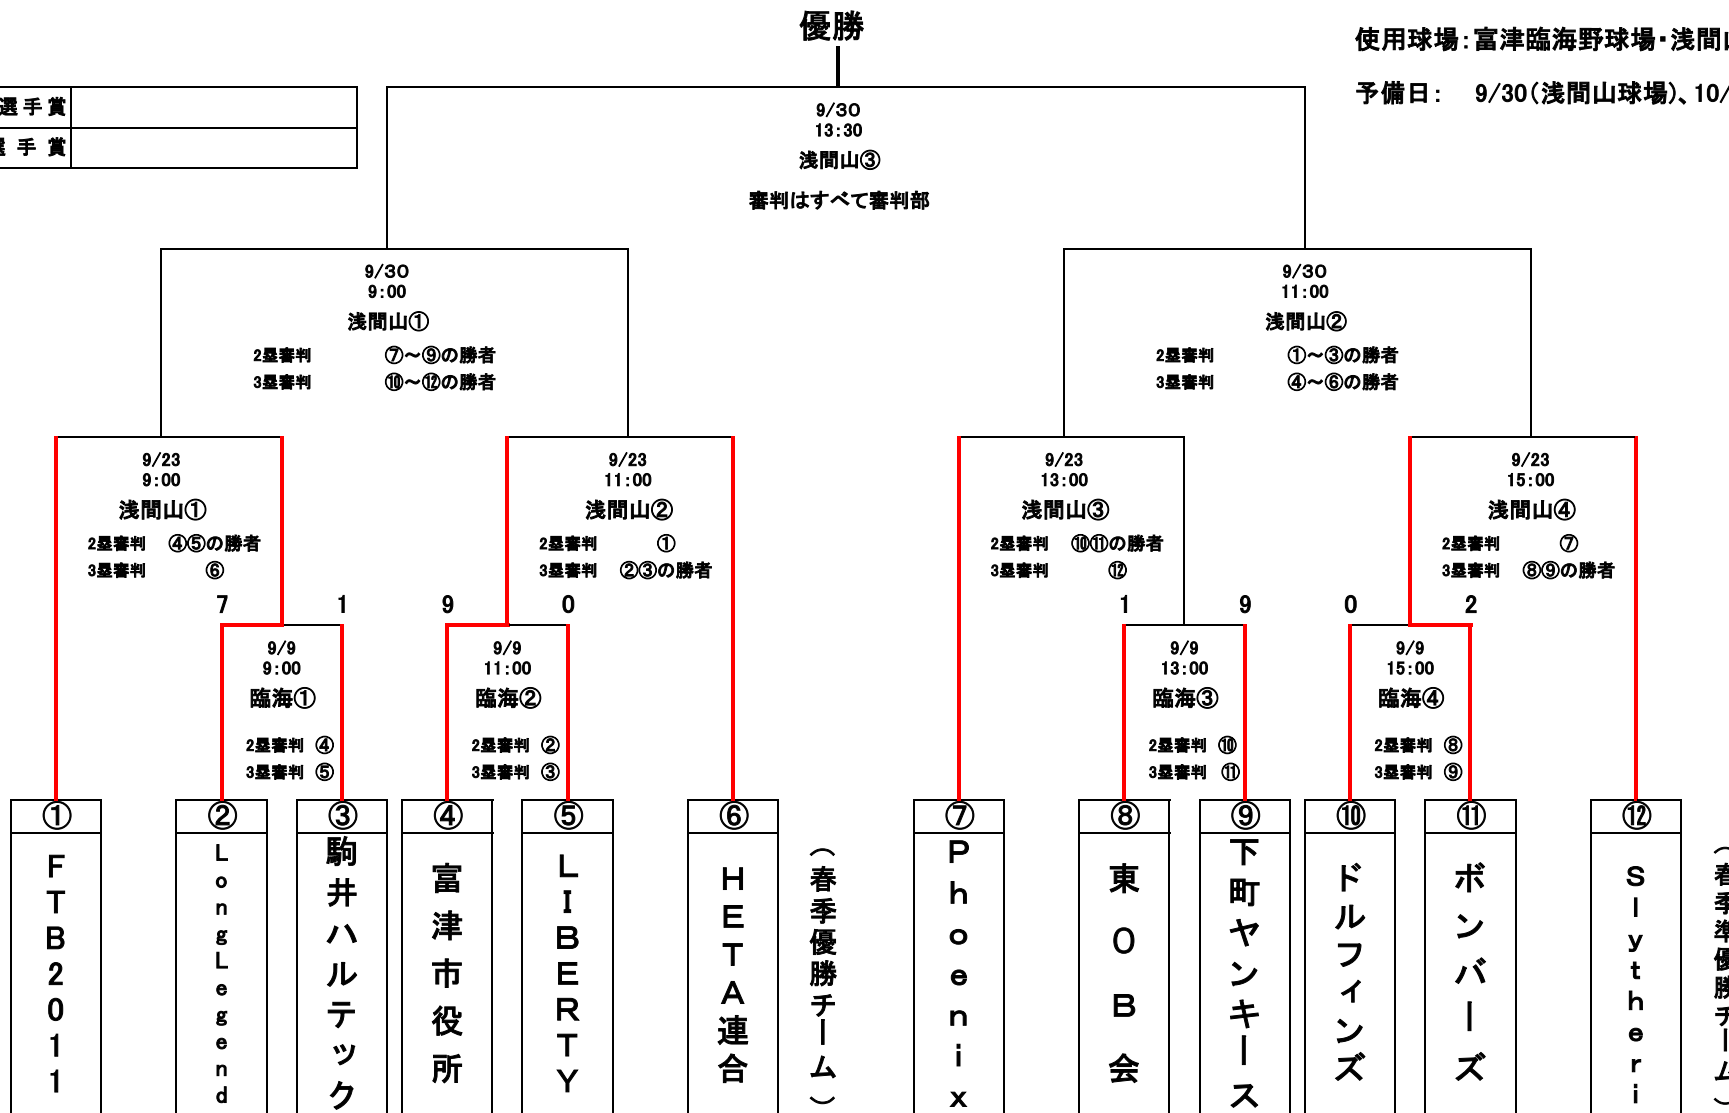 優勝
使用球場：富津臨海野球場・浅間
予備日：　9/30（浅間山球場）、10/
選手賞
手賞
9/30
13:30
浅間山③
審判はすべて審判部
9/30
9:00
浅間山①
2塁審判　⑦～⑨の勝者
3塁審判　⑩～⑫の勝者
9/30
11:00
浅間山②
2塁審判　①～③の勝者
3塁審判　④～⑥の勝者
9/23
9:00
浅間山①
2塁審判　④⑤の勝者
3塁審判　⑥
9/23
11:00
浅間山②
2塁審判　①
3塁審判　②③の勝者
9/23
13:00
浅間山③
2塁審判　⑩⑪の勝者
3塁審判　⑫
9/23
15:00
浅間山④
2塁審判　⑦
3塁審判　⑧⑨の勝者
7　1　9　0　1　9　0　2
9/9
9:00
臨海①
2塁審判　④
3塁審判　⑤
9/9
11:00
臨海②
2塁審判　②
3塁審判　③
9/9
13:00
臨海③
2塁審判　⑩
3塁審判　⑪
9/9
15:00
臨海④
2塁審判　⑧
3塁審判　⑨
①
FTB2011
②
LongLegend
③
駒井ハルテック
④
富津市役所
⑤
LIBERTY
⑥
HETA連合
（春季優勝チーム）
⑦
Phoenix
⑧
東OB会
⑨
下町ヤンキース
⑩
ドルフィンズ
⑪
ボンバーズ
⑫
Slytheri
（春季準優勝チーム）